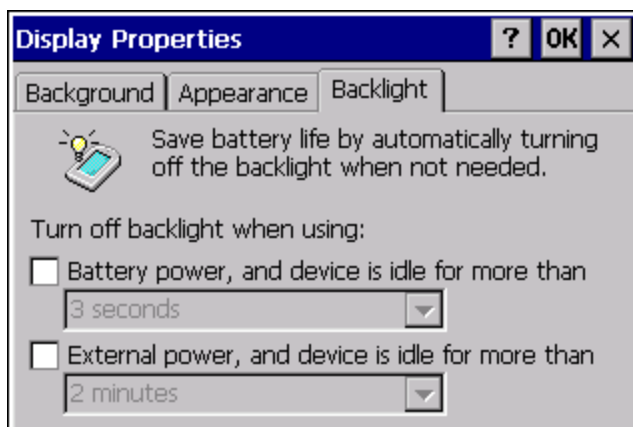 Display Properties ? OK ×
Background Appearance Backlight
Save battery life by automatically turning
off the backlight when not needed.
Turn off backlight when using:
Battery power, and device is idle for more than
3 seconds
External power, and device is idle for more than
2 minutes